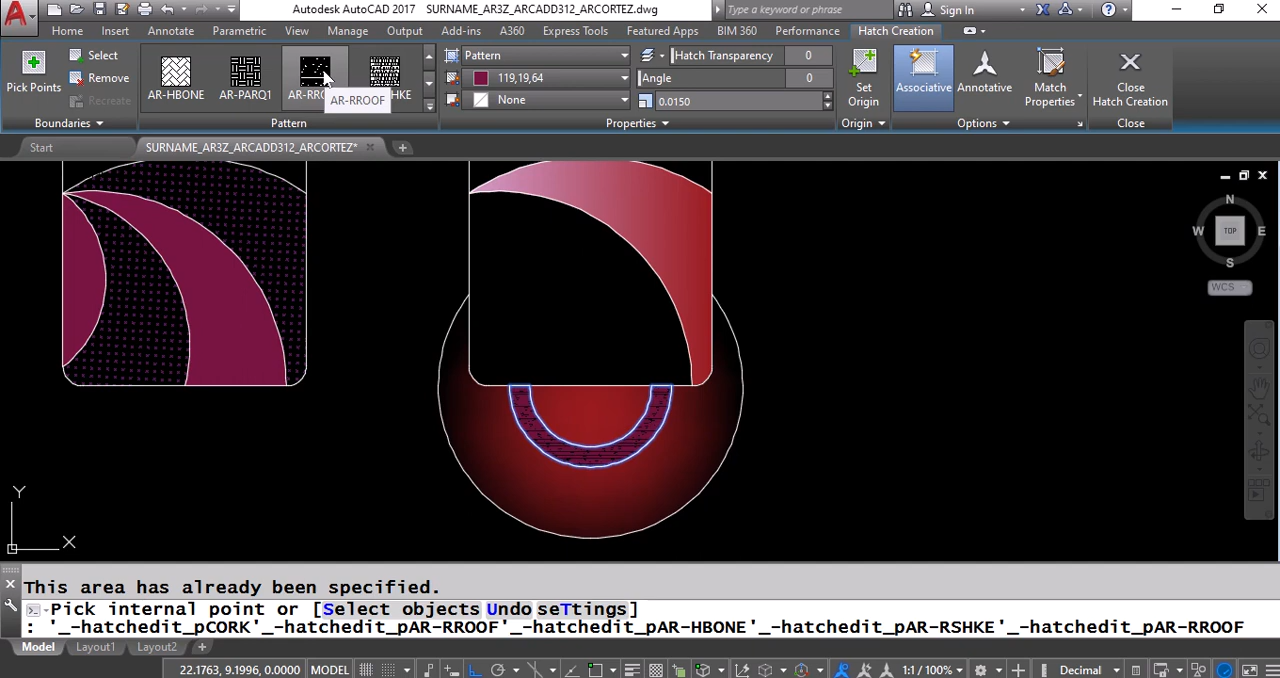 Autodesk AutoCAD 2017 SURNAME_AR3Z_ARCADD312_ARCORTEZ.dwg
Type a keyword or phrase
Sign In
Home Insert Annotate Parametric View Manage Output Add-ins A360 Express Tools Featured Apps BIM 360 Performance Hatch Creation
Pick Points
Select
Remove
Recreate
Boundaries
AR-HBONE
AR-PARQ1
AR-RROOF
Pattern
Pattern
119,19,64
None
Hatch Transparency 0
Angle 0
0.0150
Properties
Set
Origin
Origin
Associative
Annotative
Match
Properties
Options
Close
Hatch Creation
Close
Start
SURNAME_AR3Z_ARCADD312_ARCORTEZ*
N
W TOP E
S
WCS
Y
X
This area has already been specified.
Pick internal point or [Select objects Undo seTtings]
: '_-hatchedit_pCORK'_-hatchedit_pAR-RROOF'_-hatchedit_pAR-HBONE'_-hatchedit_pAR-RSHKE'_-hatchedit_pAR-RROOF
Model Layout1 Layout2
22.1763, 9.1996, 0.0000 MODEL 1:1 / 100% Decimal